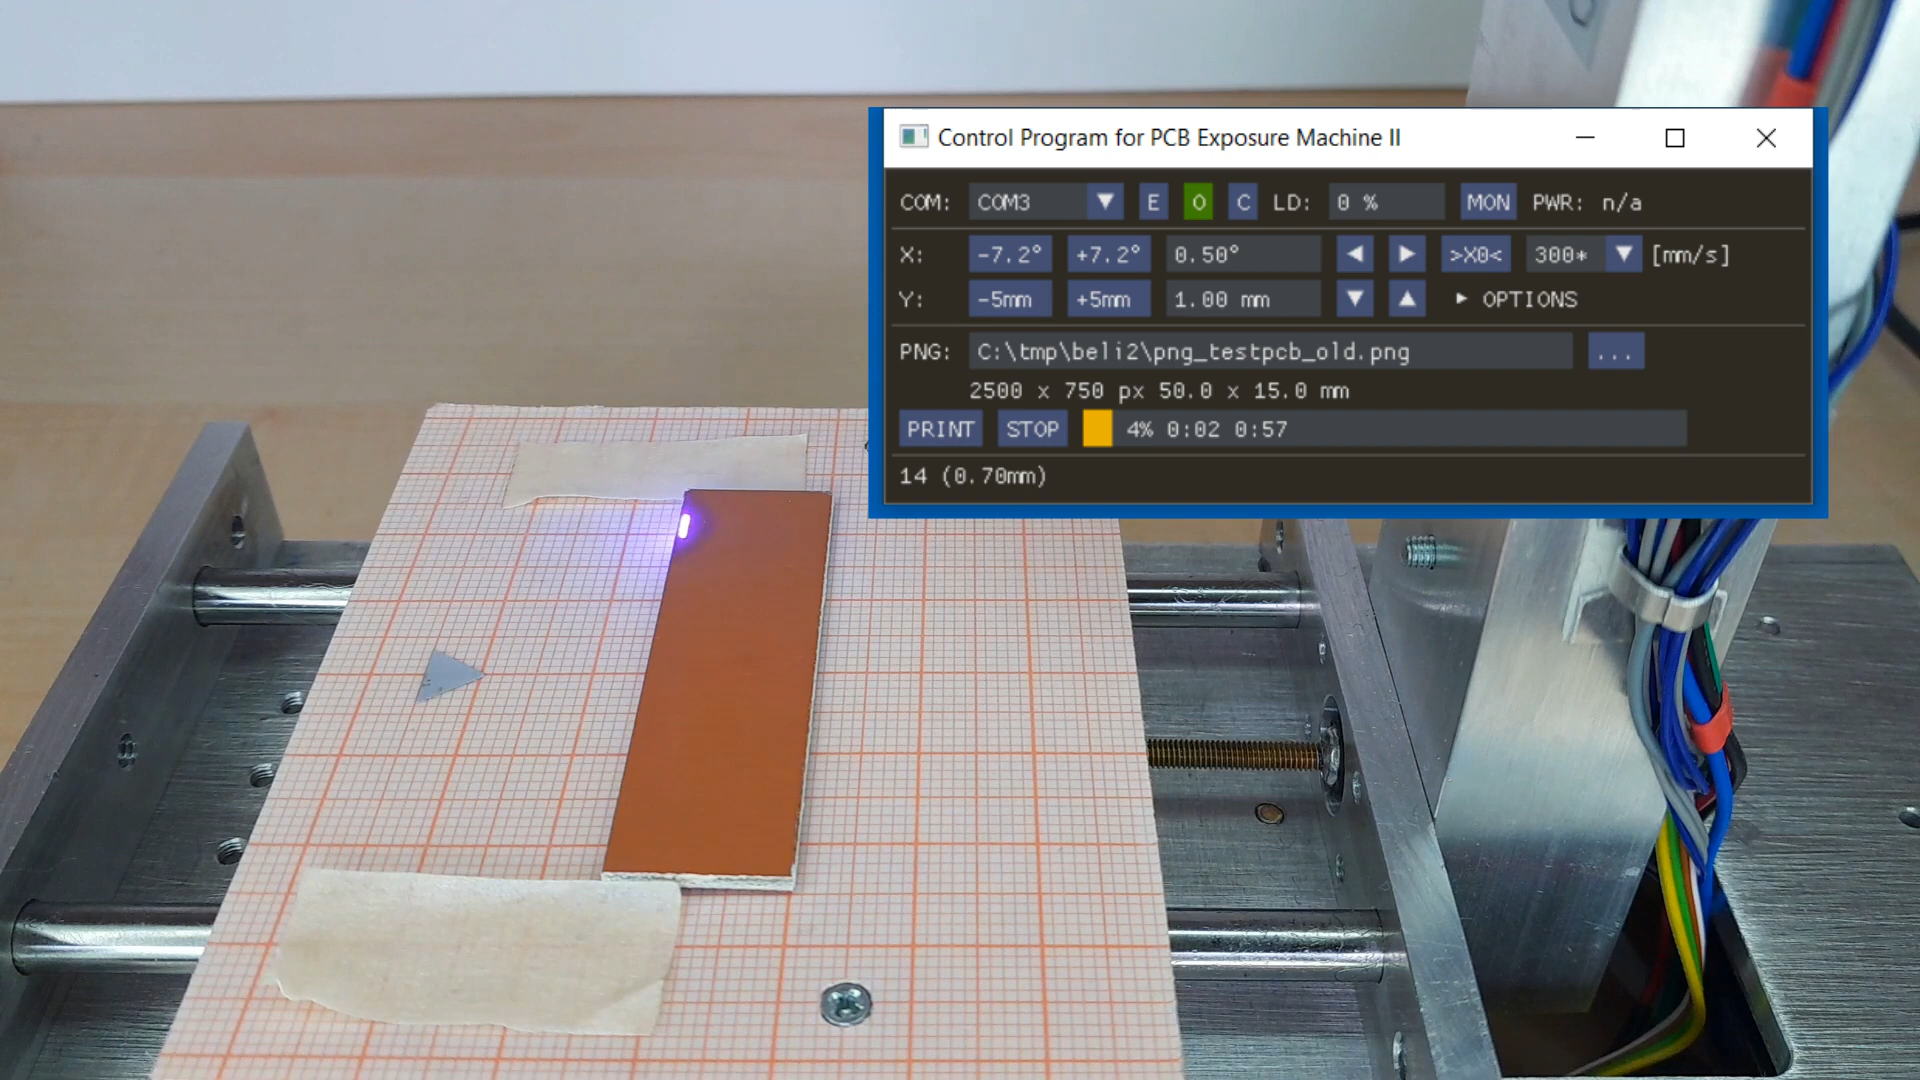 Control Program for PCB Exposure Machine II
COM: COM3 E O C LD: 0 % MON PWR: n/a
X: -7.2° +7.2° 0.50° >X0< 300* [mm/s]
Y: -5mm +5mm 1.00 mm OPTIONS
PNG: C:\tmp\beli2\png_testpcb_old.png ...
2500 x 750 px 50.0 x 15.0 mm
PRINT STOP 4% 0:02 0:57
14 (0.70mm)